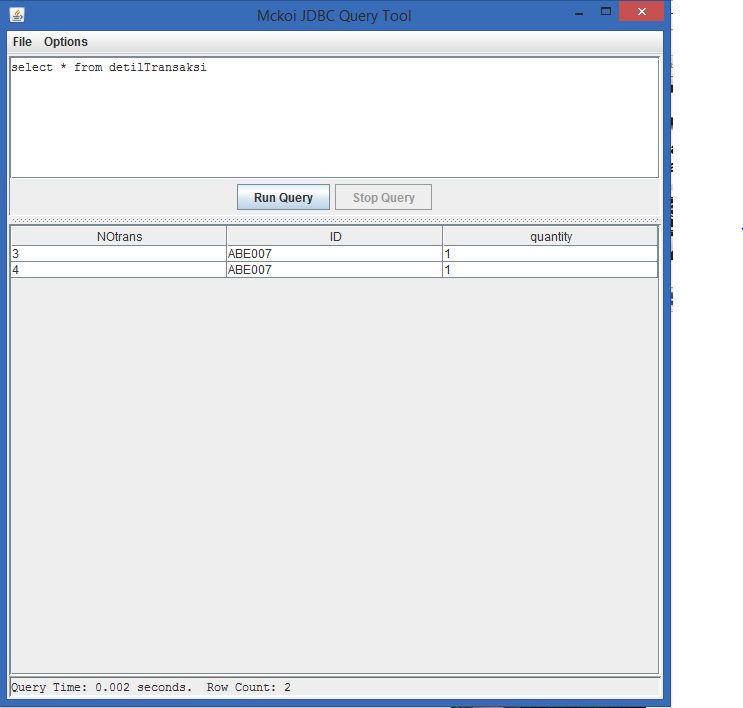 Mckoi JDBC Query Tool
File Options
select * from detilTransaksi
Run Query Stop Query
NOtrans ID quantity
3 ABE007 1
4 ABE007 1
Query Time: 0.002 seconds. Row Count: 2